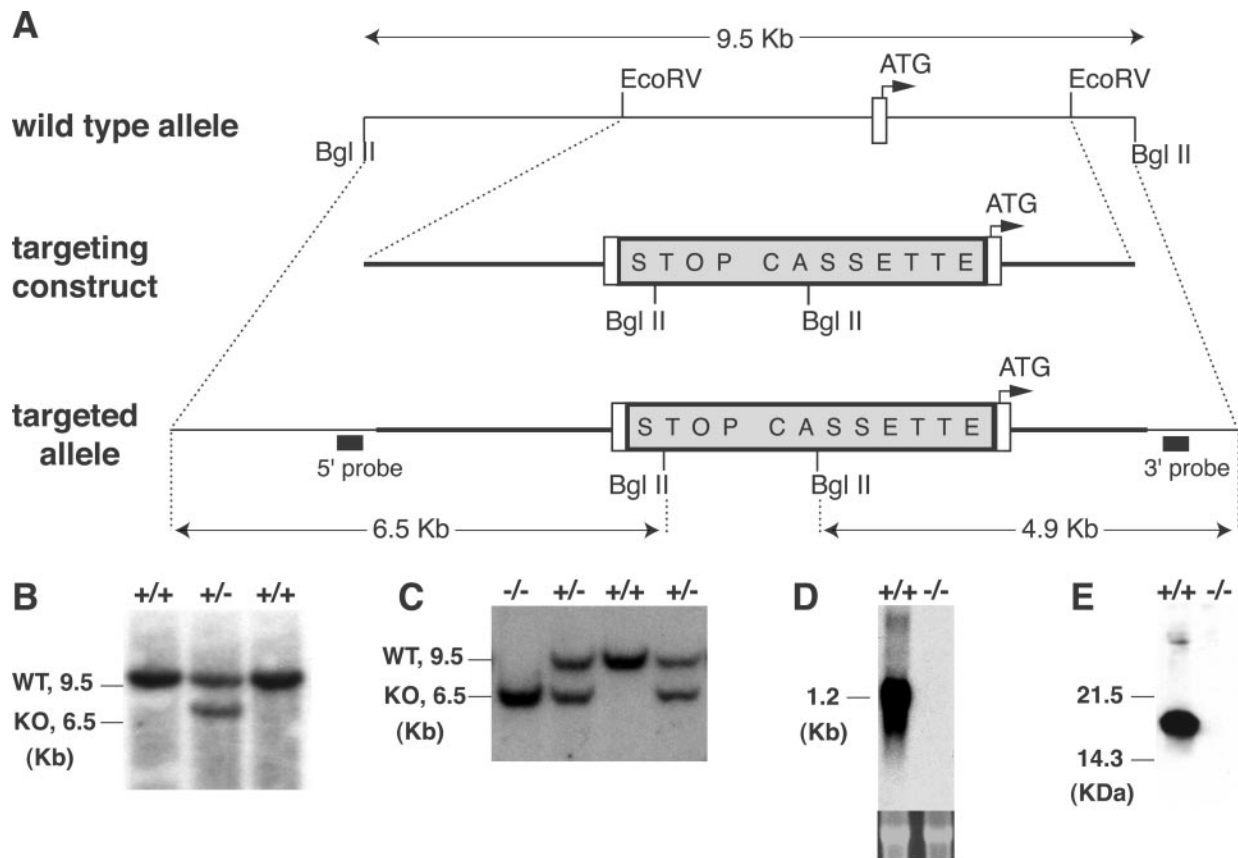 A
9.5 Kb
EcoRV
ATG
EcoRV
wild type allele
Bgl II
Bgl II
targeting
construct
ATG
STOP CASSETTE
Bgl II
Bgl II
targeted
allele
ATG
STOP CASSETTE
5' probe
3' probe
Bgl II
Bgl II
6.5 Kb
4.9 Kb
B
+/+ +/- +/+
WT, 9.5
KO, 6.5
(Kb)
C
-/- +/- +/+ +/-
WT, 9.5
KO, 6.5
(Kb)
D
+/+ -/-
1.2
(Kb)
E
+/+ -/-
21.5
14.3
(KDa)